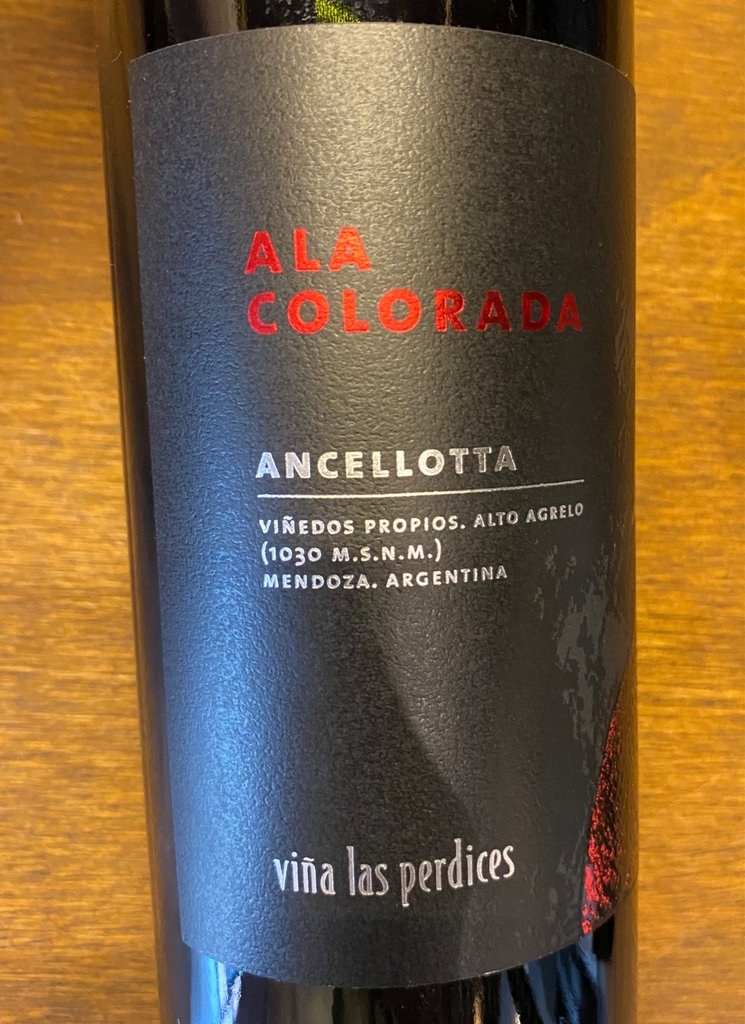 ALA
COLORADA
ANCELLOTTA
VIÑEDOS PROPIOS. ALTO AGRELO
(1030 M.S.N.M.)
MENDOZA. ARGENTINA
viña las perdices